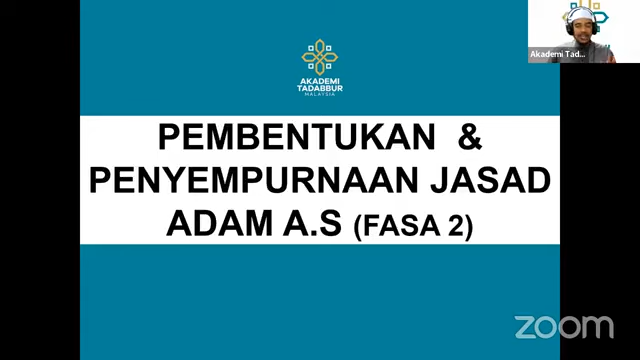 AKADEMI
TADABBUR
MALAYSIA
Akademi Tad...
PEMBENTUKAN &
PENYEMPURNAAN JASAD
ADAM A.S (FASA 2)
zoom